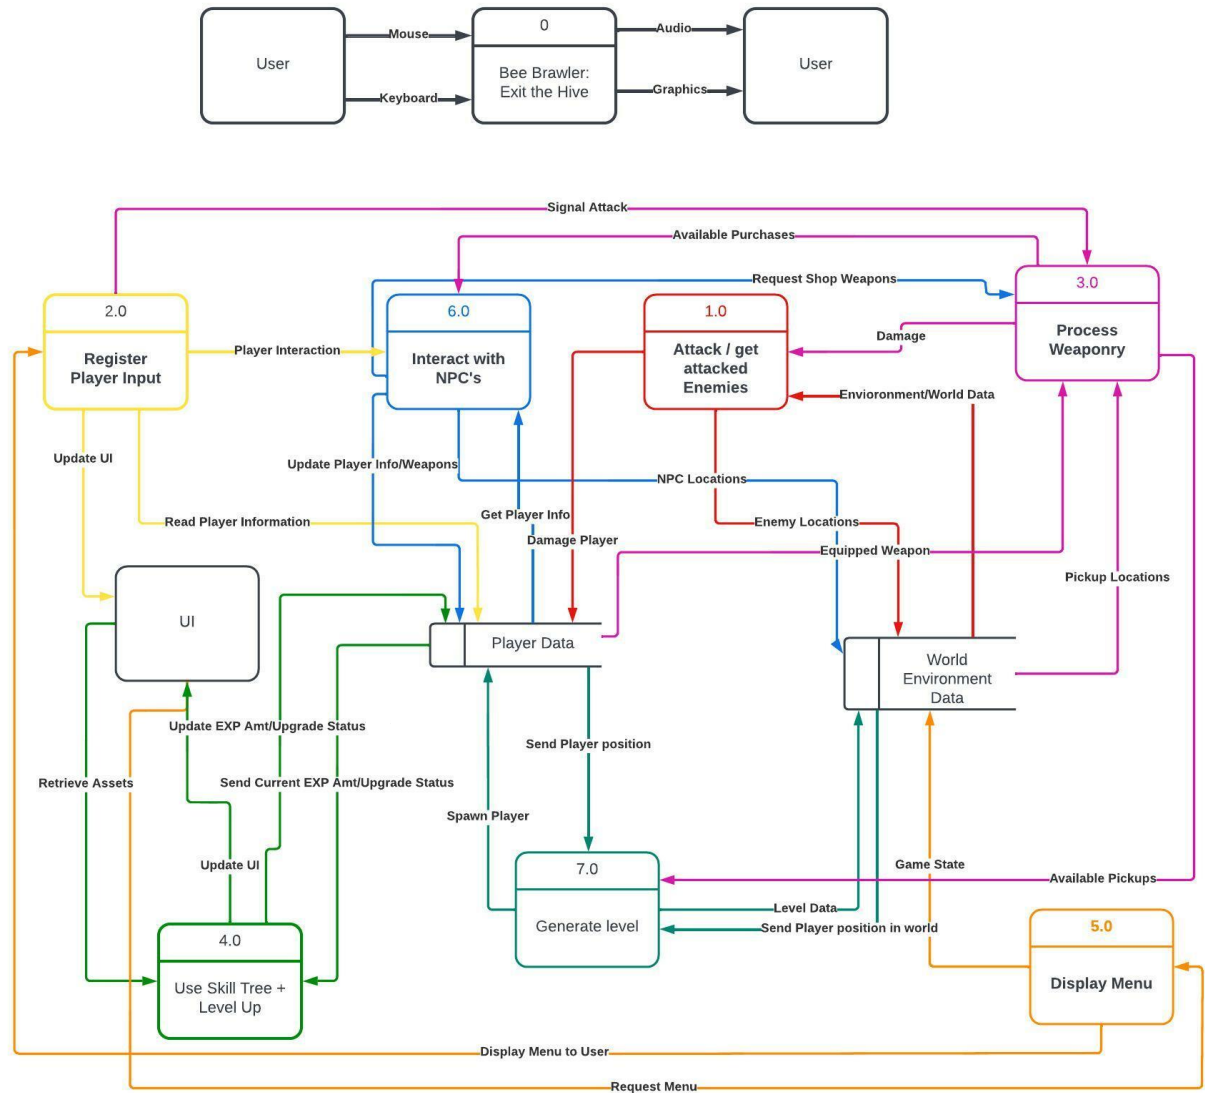 User
Mouse
Keyboard
0
Bee Brawler:
Exit the Hive
Audio
Graphics
User
Signal Attack
Available Purchases
Request Shop Weapons
2.0
Register
Player Input
Player Interaction
6.0
Interact with
NPC's
1.0
Attack / get
attacked
Enemies
Damage
3.0
Process
Weaponry
Envioronment/World Data
Update UI
Update Player Info/Weapons
NPC Locations
Read Player Information
Get Player Info
Damage Player
Enemy Locations
Equipped Weapon
Pickup Locations
UI
Player Data
World
Environment
Data
Update EXP Amt/Upgrade Status
Send Player position
Retrieve Assets
Send Current EXP Amt/Upgrade Status
Spawn Player
Update UI
7.0
Generate level
Game State
Available Pickups
Level Data
Send Player position in world
4.0
Use Skill Tree +
Level Up
5.0
Display Menu
Display Menu to User
Request Menu